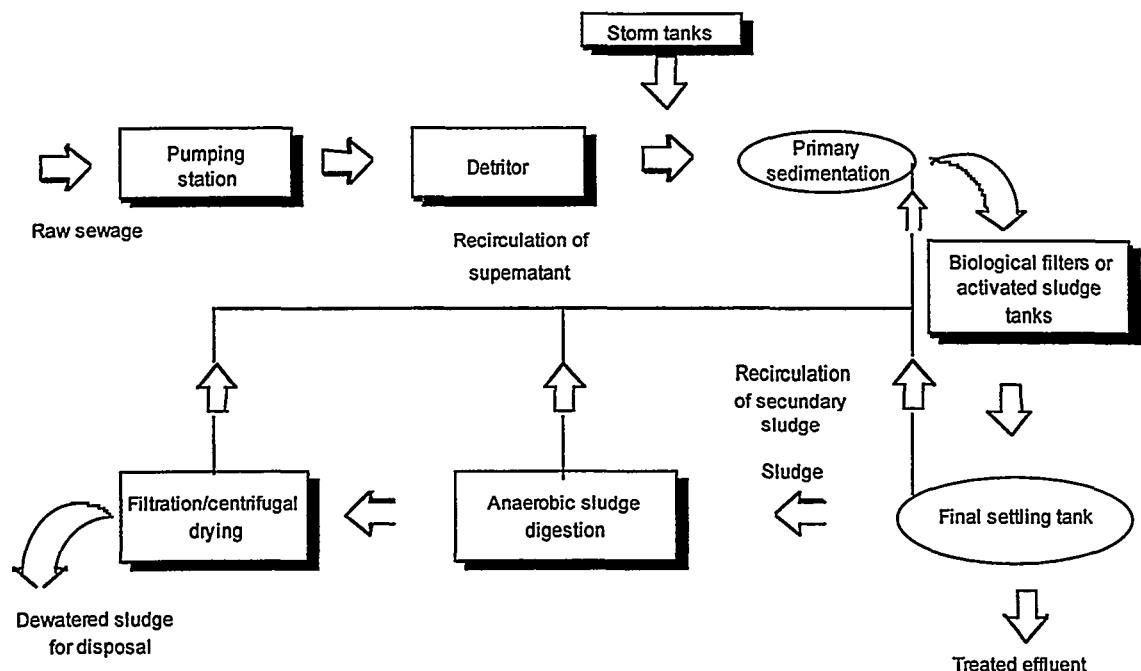 Storm tanks
Pumping
station
Detritor
Primary
sedimentation
Raw sewage
Recirculation of
supernatant
Biological filters or
activated sludge
tanks
Recirculation
of secundary
sludge
Sludge
Filtration/centrifugal
drying
Anaerobic sludge
digestion
Final settling tank
Dewatered sludge
for disposal
Treated effluent